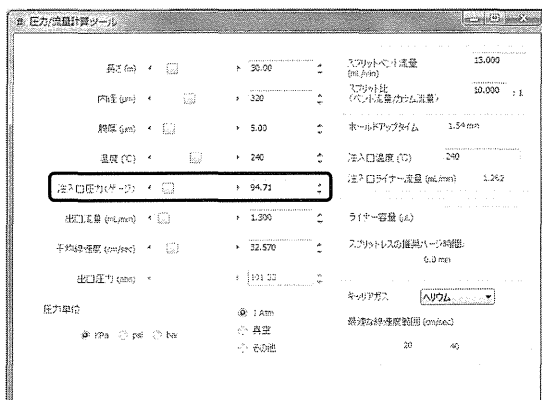 圧力/流量計算ツール
長さ (m) 30.00
内径 (μm) 320
膜厚 (μm) 5.00
温度 (℃) 240
注入口圧力(ゲージ) 94.71
出口流量 (mL/min) 1.300
平均線速度 (cm/sec) 32.570
出口圧力 (abs)
圧力単位
kPa psi bar
1 Atm
真空
その他
スプリットベント流量 (mL/min) 13.000
スプリット比 (ベント流量/カラム流量) 10.000 : 1
ホールドアップタイム 1.54 min
注入口温度 (℃) 240
注入口ライナー流量 (mL/min) 1.262
ライナー容量 (μL)
スプリットレスの推奨パージ時間:
キャリアガス ヘリウム
最適な線速度範囲 (cm/sec)
20 40